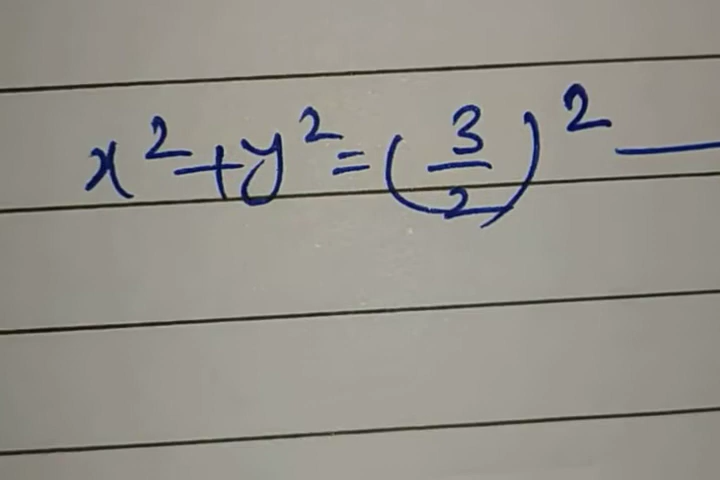 x² + y² = (3/2)² —